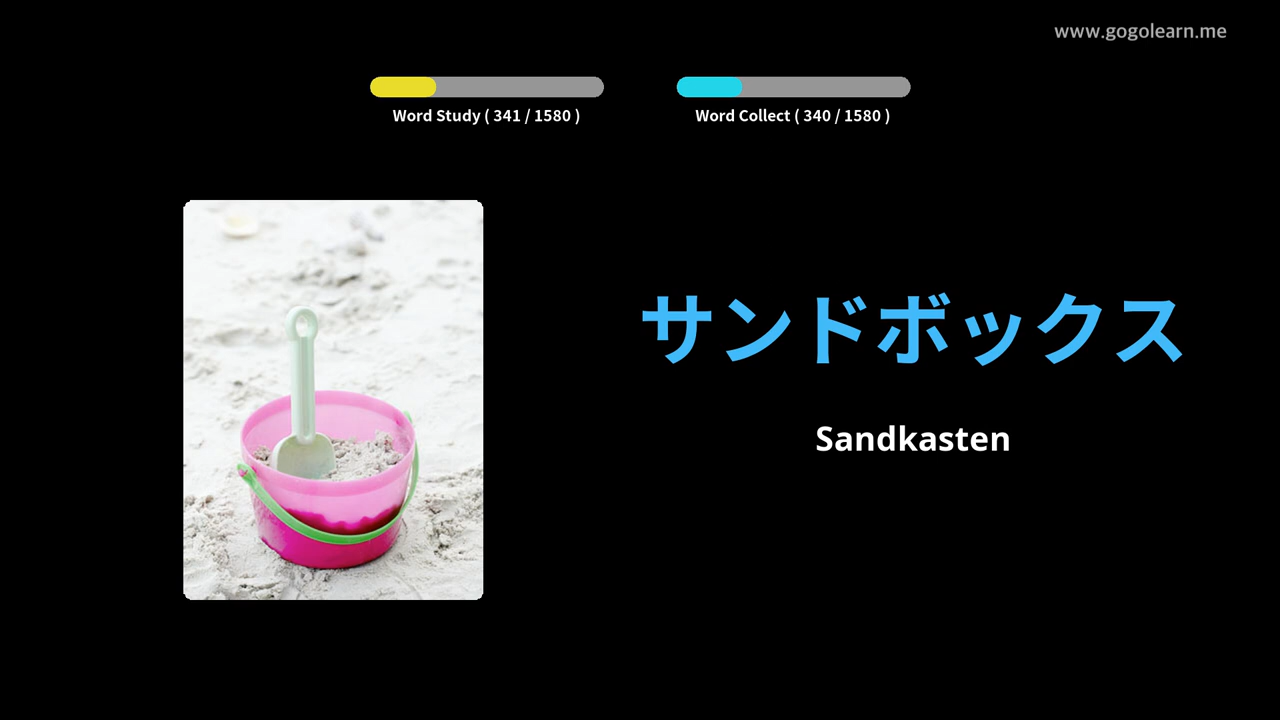 www.gogolearn.me
Word Study ( 341 / 1580 )
Word Collect ( 340 / 1580 )
サンドボックス
Sandkasten